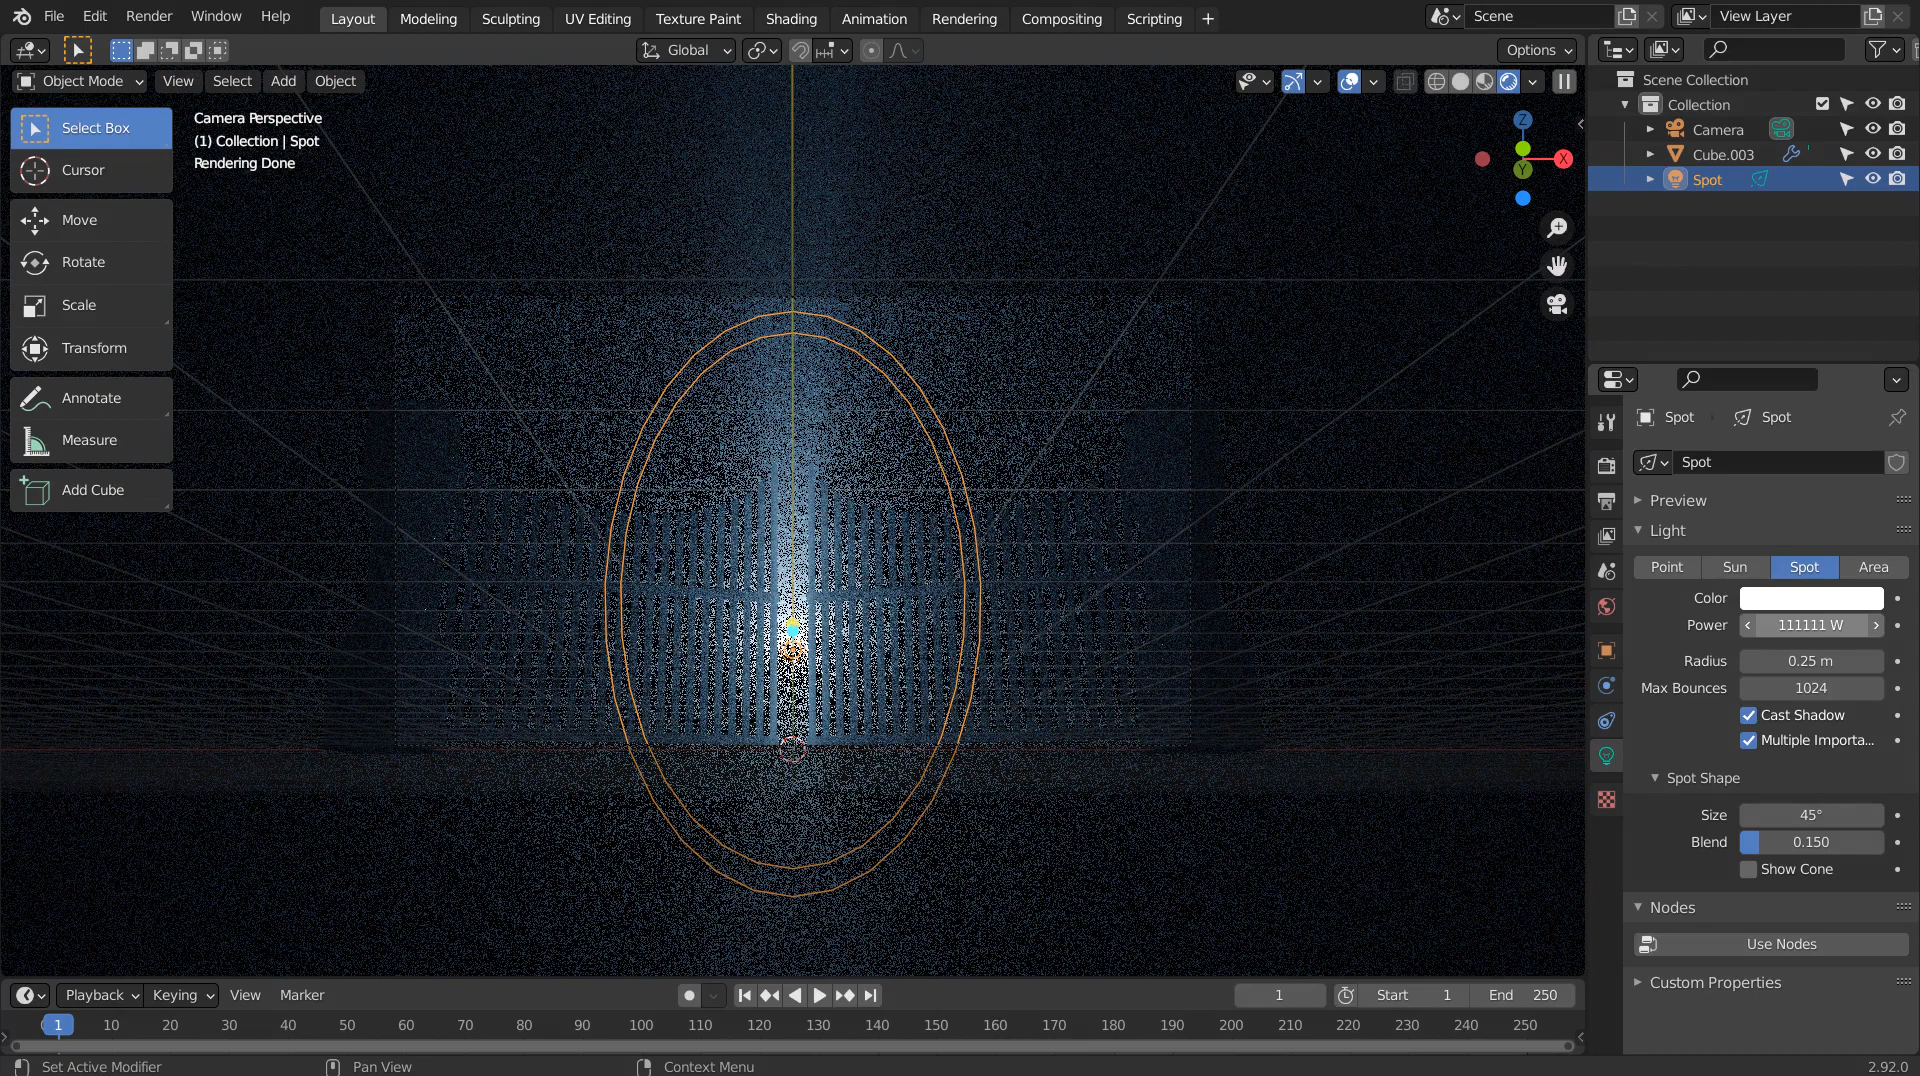 File Edit Render Window Help
Layout Modeling Sculpting UV Editing Texture Paint Shading Animation Rendering Compositing Scripting +
Scene
View Layer
Global
Options
Object Mode View Select Add Object
Select Box
Cursor
Move
Rotate
Scale
Transform
Annotate
Measure
Add Cube
Camera Perspective
(1) Collection | Spot
Rendering Done
Z
X
Y
Scene Collection
Collection
Camera
Cube.003
Spot
Spot Spot
Spot
Preview
Light
Point Sun Spot Area
Color
Power 111111 W
Radius 0.25 m
Max Bounces 1024
Cast Shadow
Multiple Importa...
Spot Shape
Size 45°
Blend 0.150
Show Cone
Nodes
Use Nodes
Custom Properties
Playback Keying View Marker
1
Start 1
End 250
1 10 20 30 40 50 60 70 80 90 100 110 120 130 140 150 160 170 180 190 200 210 220 230 240 250
Set Active Modifier
Pan View
Context Menu
2.92.0